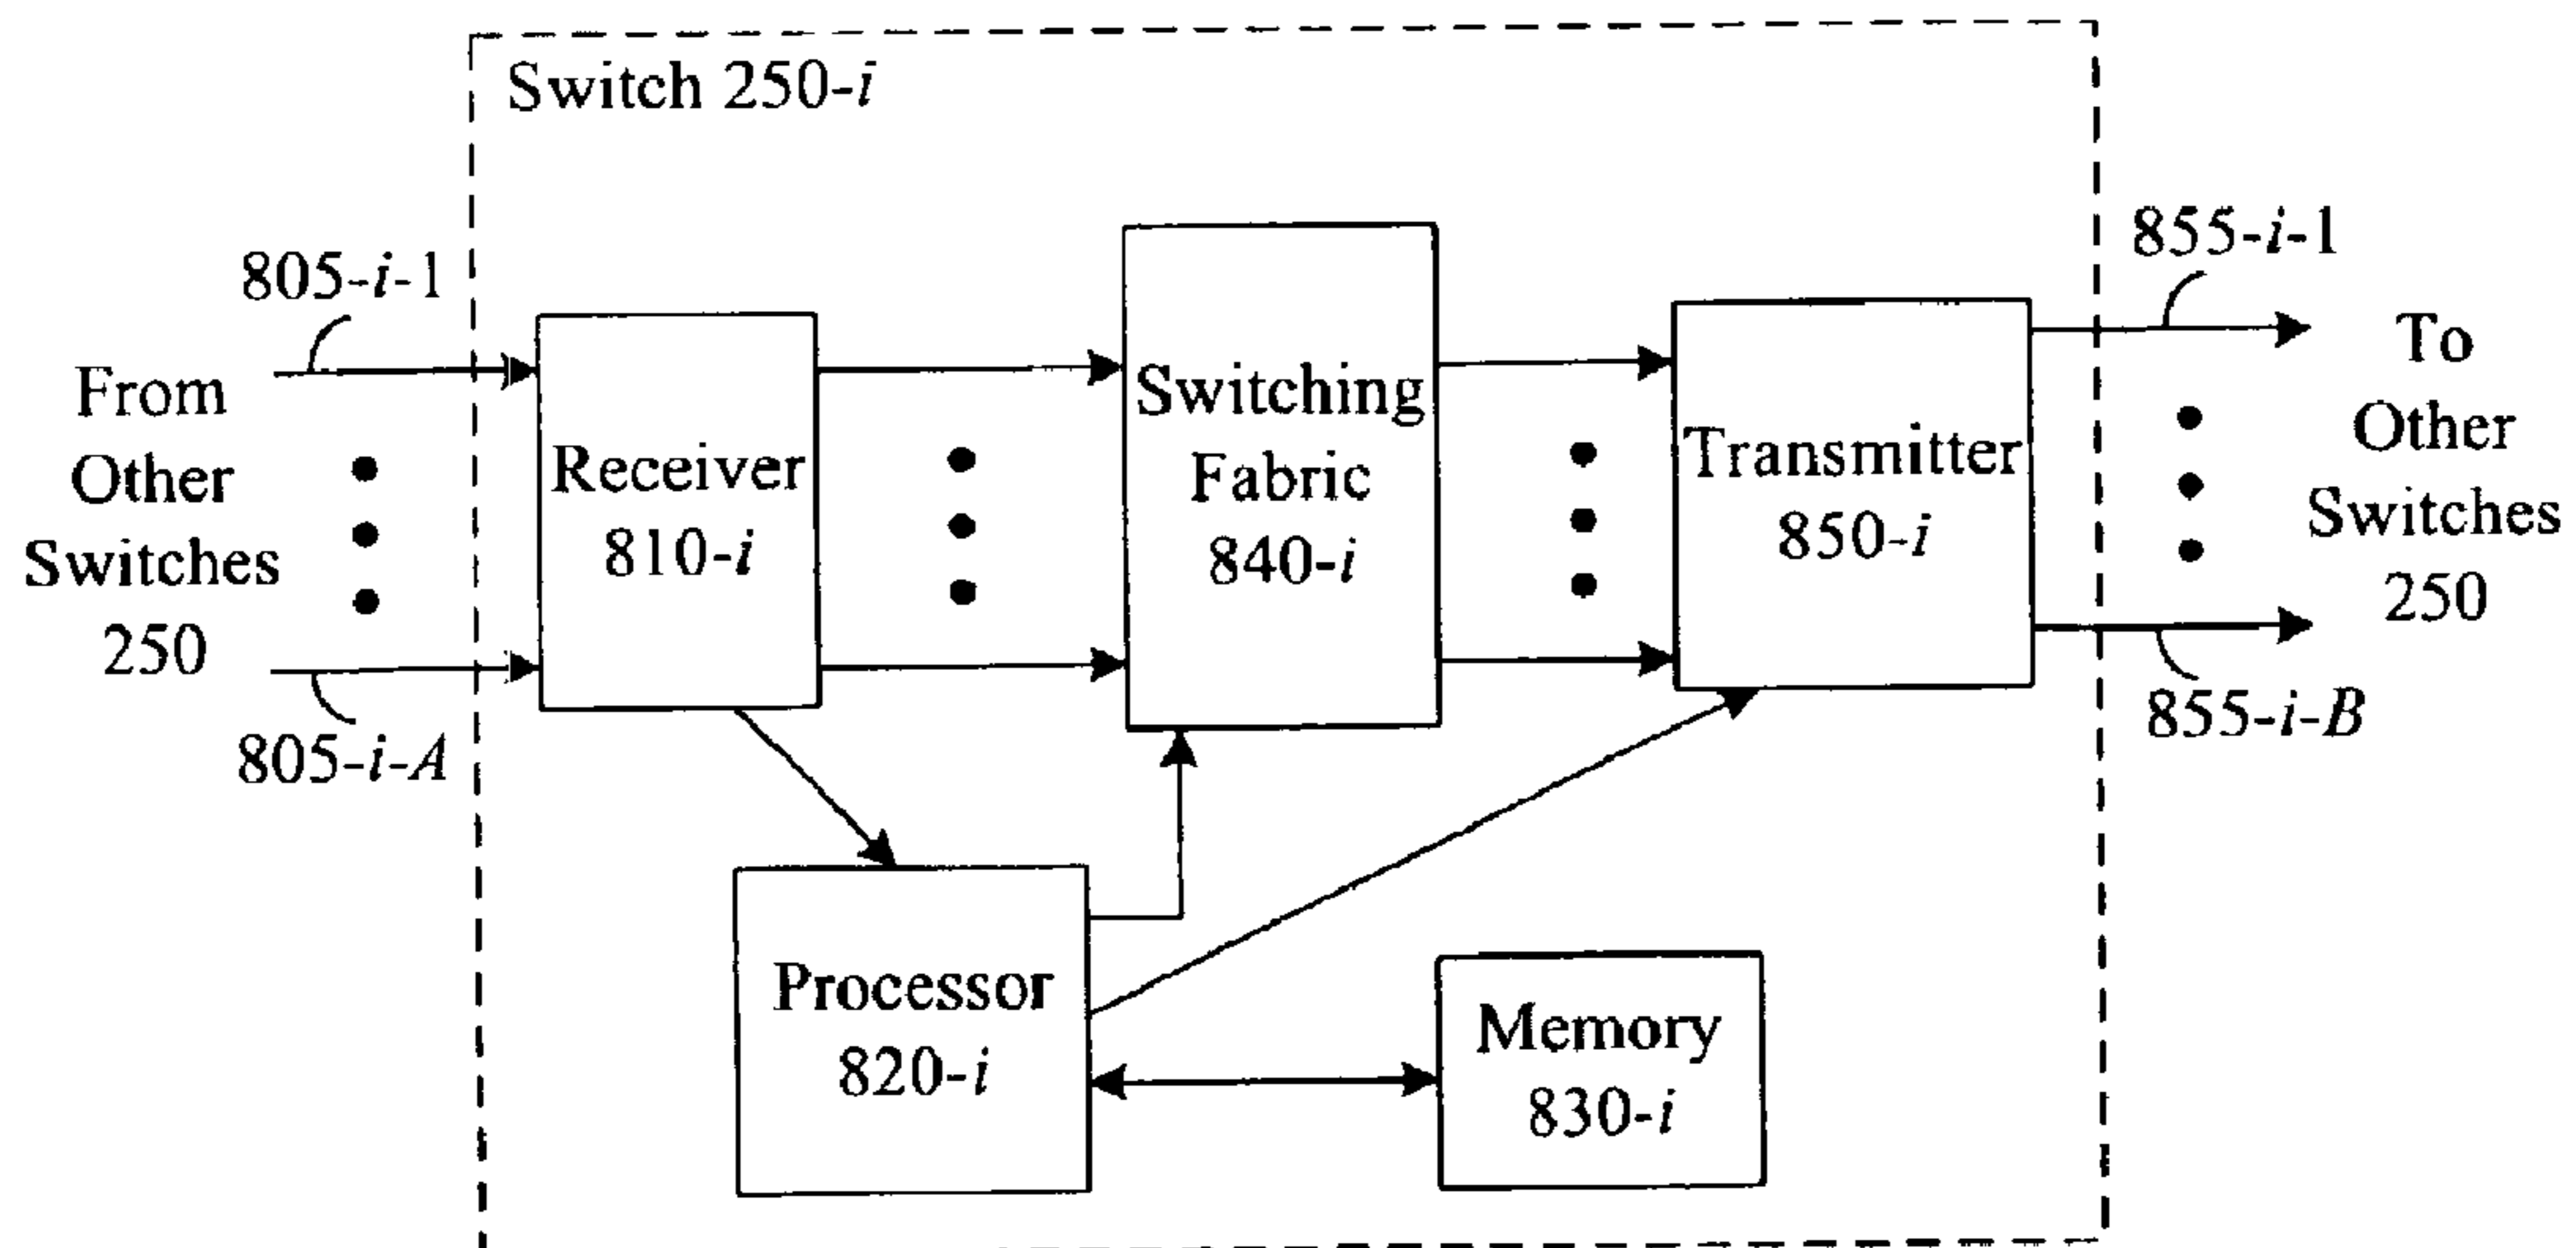 Switch 250-i
805-i-1
From
Other
Switches
250
805-i-A
Receiver
810-i
Switching
Fabric
840-i
Transmitter
850-i
855-i-1
To
Other
Switches
250
855-i-B
Processor
820-i
Memory
830-i